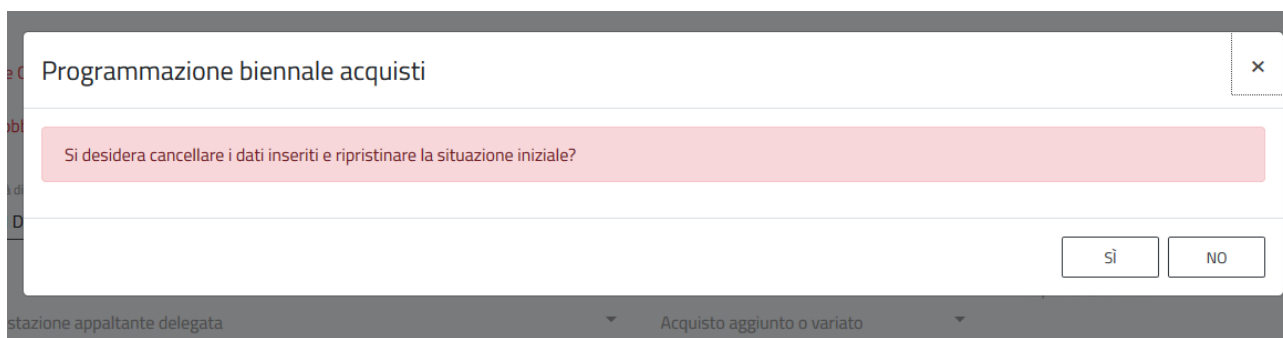 Programmazione biennale acquisti
×
Si desidera cancellare i dati inseriti e ripristinare la situazione iniziale?
D
SÌ
NO
stazione appaltante delegata
Acquisto aggiunto o variato